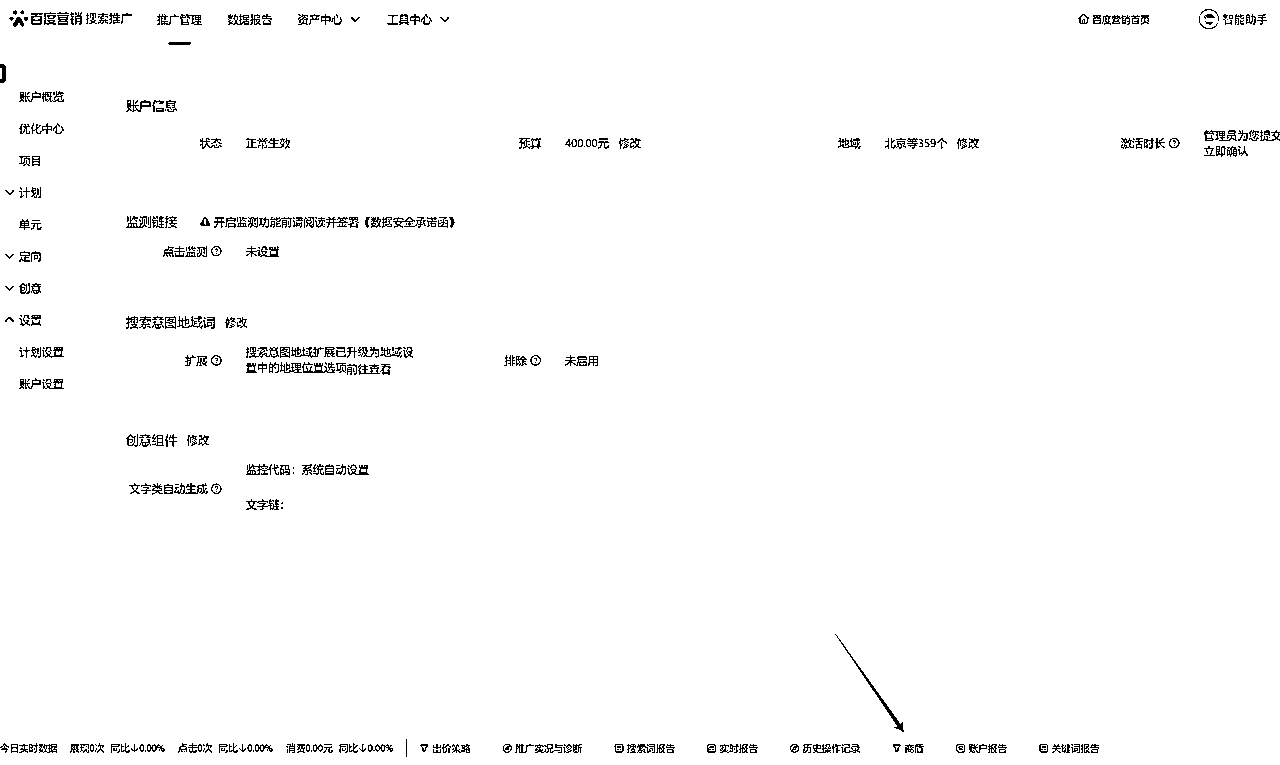 百度营销 搜索推广 推广管理 数据报告 资产中心 工具中心 百度营销首页 智能助手
账户概览
优化中心
项目
计划
单元
定向
创意
设置
计划设置
账户设置
账户信息
状态 正常生效 预算 400.00元 修改 地域 北京等359个 修改 激活时长 管理员为您提交
立即确认
监测链接 开启监测功能前请阅读并签署《数据安全承诺函》
点击监测 未设置
搜索意图地域词 修改
扩展 搜索意图地域扩展已升级为地域设
置中的地理位置选项前往查看
排除 未启用
创意组件 修改
文字类自动生成 监控代码：系统自动设置
文字链：
今日实时数据 展现0次 同比↓0.00% 点击0次 同比↓0.00% 消费0.00元 同比↓0.00% 出价策略 推广实况与诊断 搜索词报告 实时报告 历史操作记录 商盾 账户报告 关键词报告